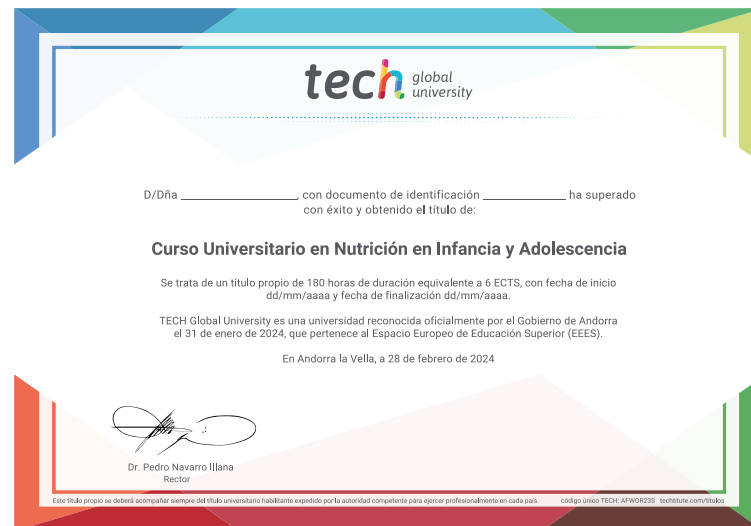 tech global university
D/Dña ____________, con documento de identificación ____________ ha superado
con éxito y obtenido el título de:
Curso Universitario en Nutrición en Infancia y Adolescencia
Se trata de un título propio de 180 horas de duración equivalente a 6 ECTS, con fecha de inicio
dd/mm/aaaa y fecha de finalización dd/mm/aaaa.
TECH Global University es una universidad reconocida oficialmente por el Gobierno de Andorra
el 31 de enero de 2024, que pertenece al Espacio Europeo de Educación Superior (EEES).
En Andorra la Vella, a 28 de febrero de 2024
Dr. Pedro Navarro Illana
Rector
Este título propio se deberá acompañar siempre del título universitario habilitante expedido por la autoridad competente para ejercer profesionalmente en cada país. código único TECH: AFWOR23S techtitute.com/titulos